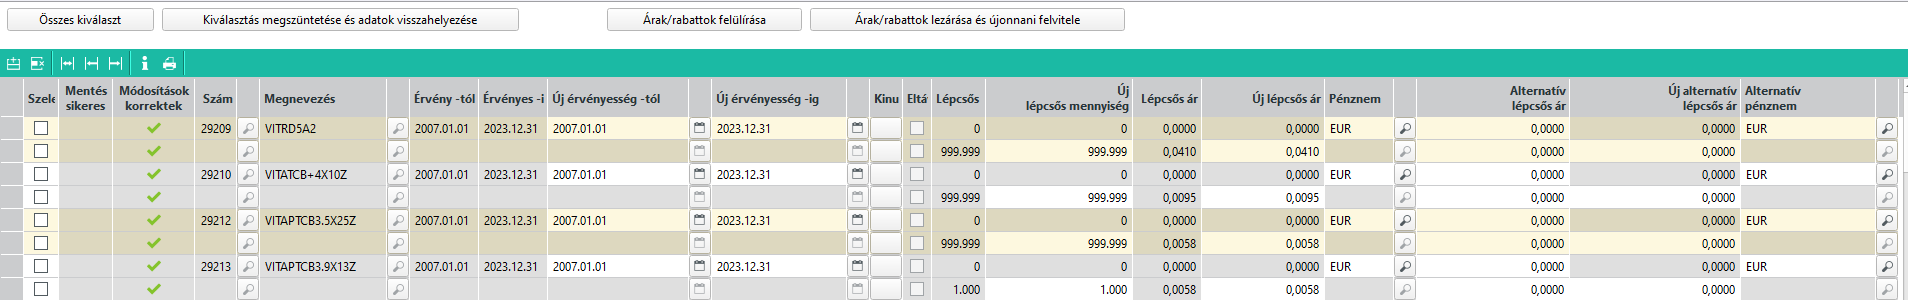 Összes kiválaszt Kiválasztás megszüntetése és adatok visszahelyezése Árak/rabattok felülírása Árak/rabattok lezárása és újonnani felvitele
Szele Mentés sikeres Módosítások korrektek Szám Megnevezés Érvény -tól Érvényes -i Új érvényesség -tól Új érvényesség -ig Kinu Eltá Lépcsős Új lépcsős mennyiség Lépcsős ár Új lépcsős ár Pénznem Alternatív lépcsős ár Új alternatív lépcsős ár Alternatív pénznem
29209 VITRD5A2 2007.01.01 2023.12.31 2007.01.01 2023.12.31 0 0 0,0000 0,0000 EUR 0,0000 0,0000 EUR
999.999 999.999 0,0410 0,0410 0,0000 0,0000
29210 VITATCB+4X10Z 2007.01.01 2023.12.31 2007.01.01 2023.12.31 0 0 0,0000 0,0000 EUR 0,0000 0,0000 EUR
999.999 999.999 0,0095 0,0095 0,0000 0,0000
29212 VITAPTCB3.5X25Z 2007.01.01 2023.12.31 2007.01.01 2023.12.31 0 0 0,0000 0,0000 EUR 0,0000 0,0000 EUR
999.999 999.999 0,0058 0,0058 0,0000 0,0000
29213 VITAPTCB3.9X13Z 2007.01.01 2023.12.31 2007.01.01 2023.12.31 0 0 0,0000 0,0000 EUR 0,0000 0,0000 EUR
1.000 1.000 0,0058 0,0058 0,0000 0,0000